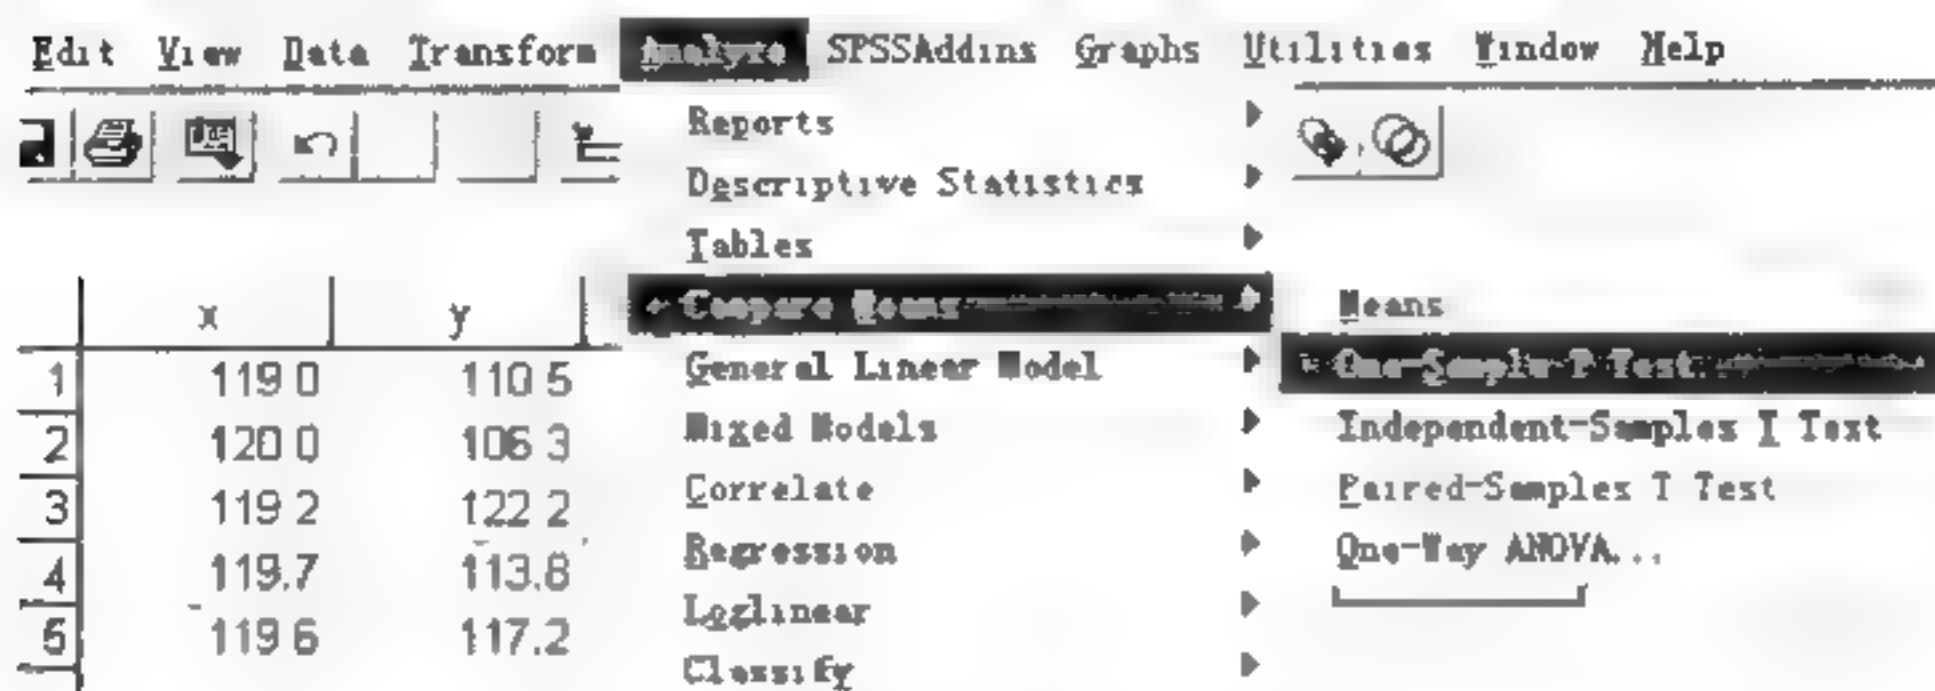 Edit View Data Transform Analyze SPSSAddins Graphs Utilities Window Help
Reports
Descriptive Statistics
Tables
Compare Means
General Linear Model
Mixed Models
Correlate
Regression
Loglinear
Classify
Means
One-Sample T Test
Independent-Samples T Test
Paired-Samples T Test
One-Way ANOVA...
x y
1 119 0 110 5
2 120 0 106 3
3 119 2 122 2
4 119.7 113.8
5 119 6 117.2